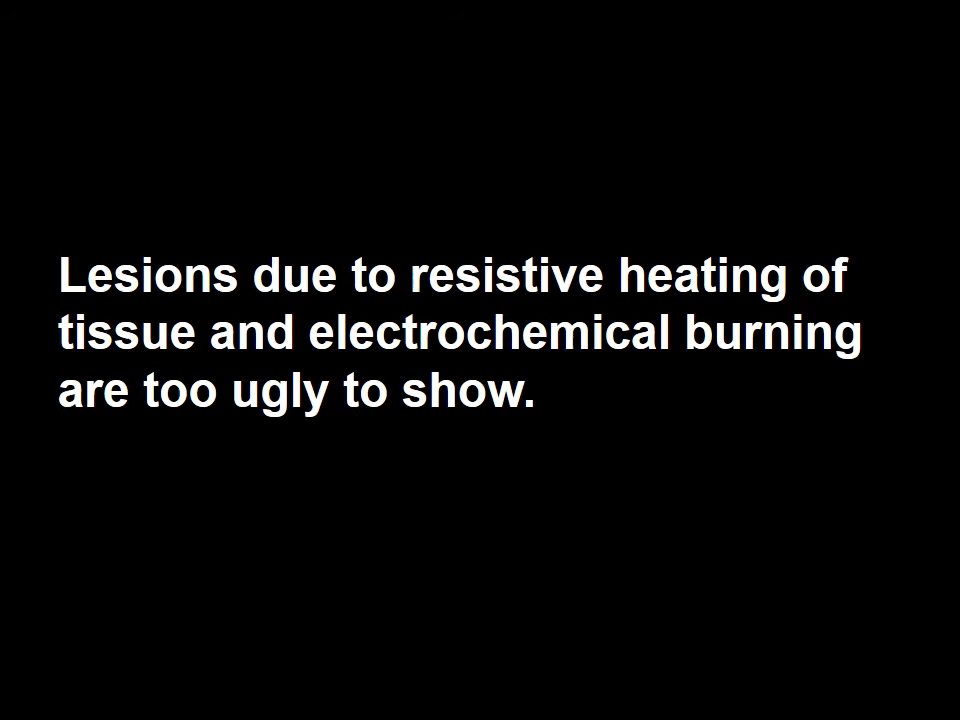 Lesions due to resistive heating of
tissue and electrochemical burning
are too ugly to show.